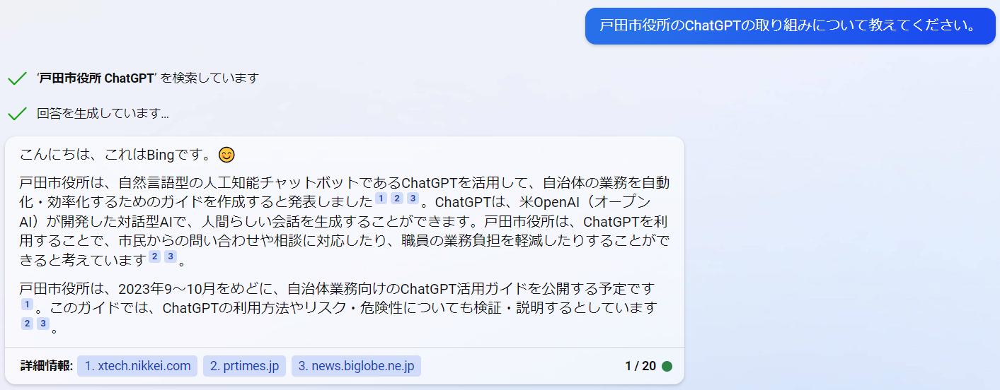 戸田市役所のChatGPTの取り組みについて教えてください。
‘戸田市役所 ChatGPT’ を検索しています
回答を生成しています...
こんにちは、これはBingです。😊
戸田市役所は、自然言語型の人工知能チャットボットであるChatGPTを活用して、自治体の業務を自動
化・効率化するためのガイドを作成すると発表しました 1 2 3 。ChatGPTは、米OpenAI（オープン
AI）が開発した対話型AIで、人間らしい会話を生成することができます。戸田市役所は、ChatGPTを利
用することで、市民からの問い合わせや相談に対応したり、職員の業務負担を軽減したりすることがで
きると考えています 2 3 。
戸田市役所は、2023年9～10月をめどに、自治体業務向けのChatGPT活用ガイドを公開する予定です
1 。このガイドでは、ChatGPTの利用方法やリスク・危険性についても検証・説明するとしています
2 3 。
詳細情報: 1. xtech.nikkei.com 2. prtimes.jp 3. news.biglobe.ne.jp 1 / 20